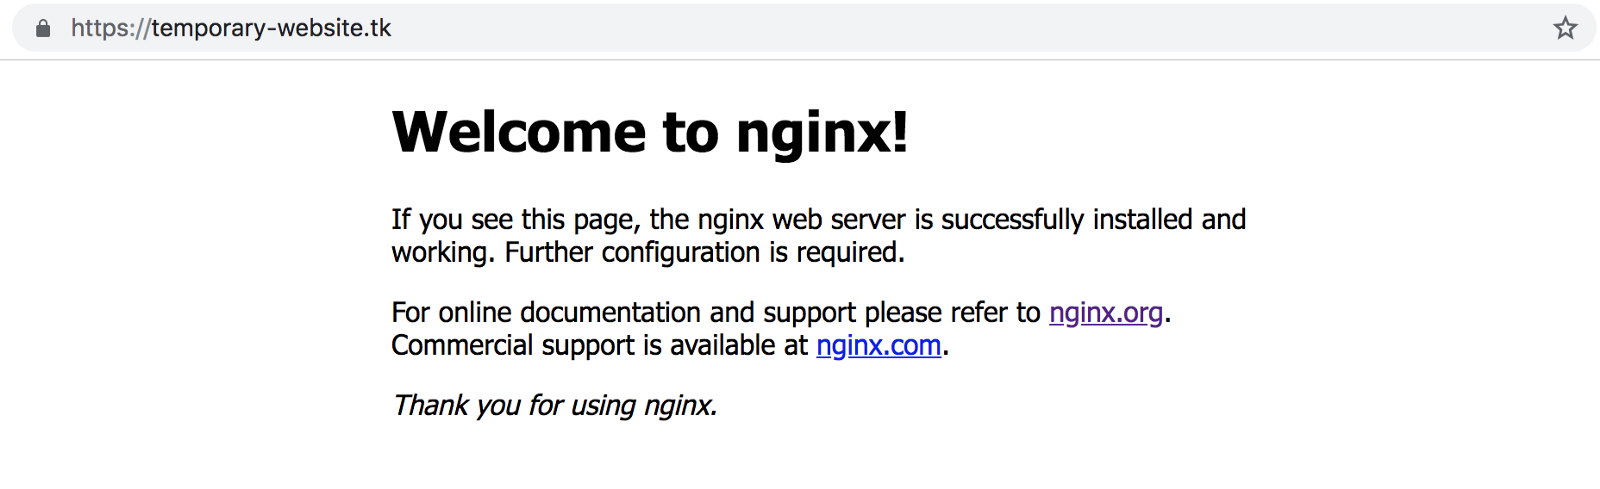 https://temporary-website.tk
Welcome to nginx!
If you see this page, the nginx web server is successfully installed and
working. Further configuration is required.
For online documentation and support please refer to nginx.org.
Commercial support is available at nginx.com.
Thank you for using nginx.